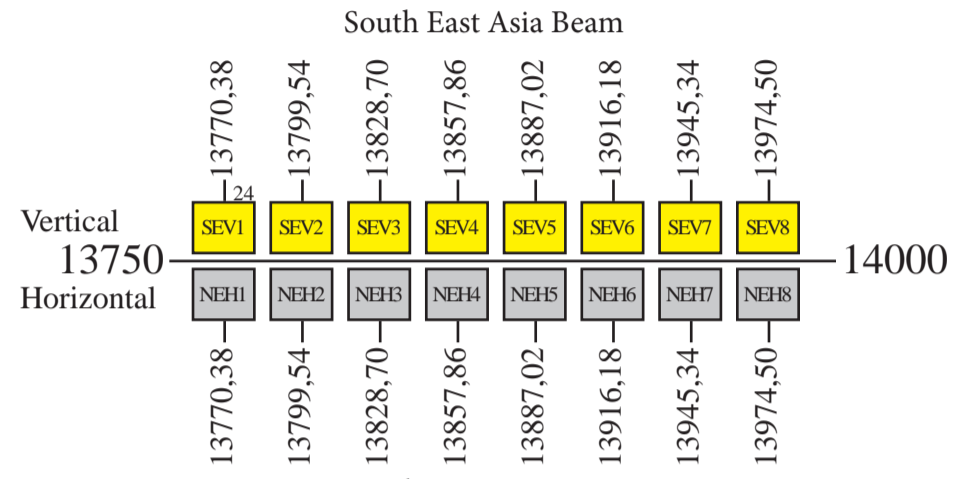 South East Asia Beam
13770,38 13799,54 13828,70 13857,86 13887,02 13916,18 13945,34 13974,50
24
Vertical SEV1 SEV2 SEV3 SEV4 SEV5 SEV6 SEV7 SEV8
13750 14000
Horizontal NEH1 NEH2 NEH3 NEH4 NEH5 NEH6 NEH7 NEH8
13770,38 13799,54 13828,70 13857,86 13887,02 13916,18 13945,34 13974,50